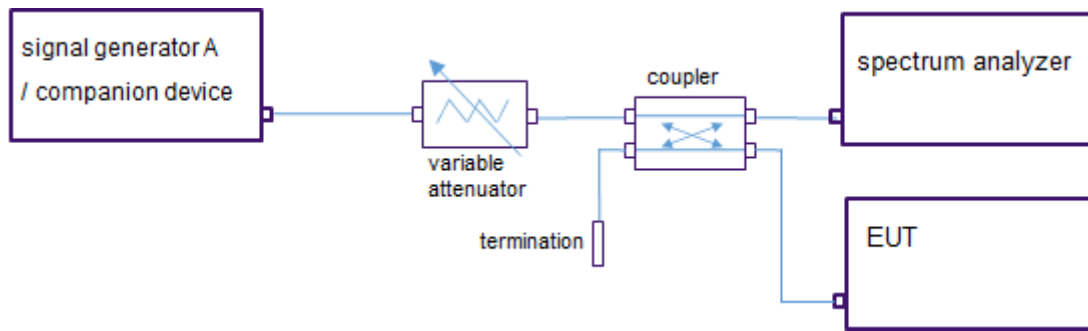 signal generator A
/ companion device
variable
attenuator
termination
coupler
spectrum analyzer
EUT